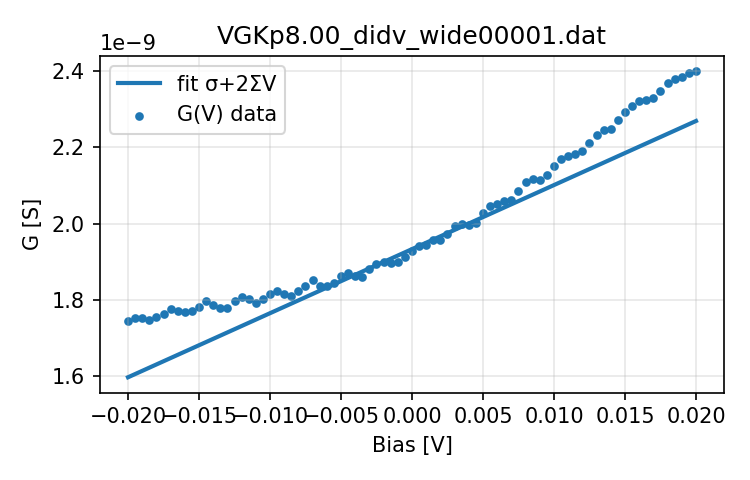 VGKp8.00_didv_wide00001.dat
1e−9
fit σ+2ΣV
G(V) data
G [S]
2.4
2.2
2.0
1.8
1.6
−0.020 −0.015 −0.010 −0.005 0.000 0.005 0.010 0.015 0.020
Bias [V]